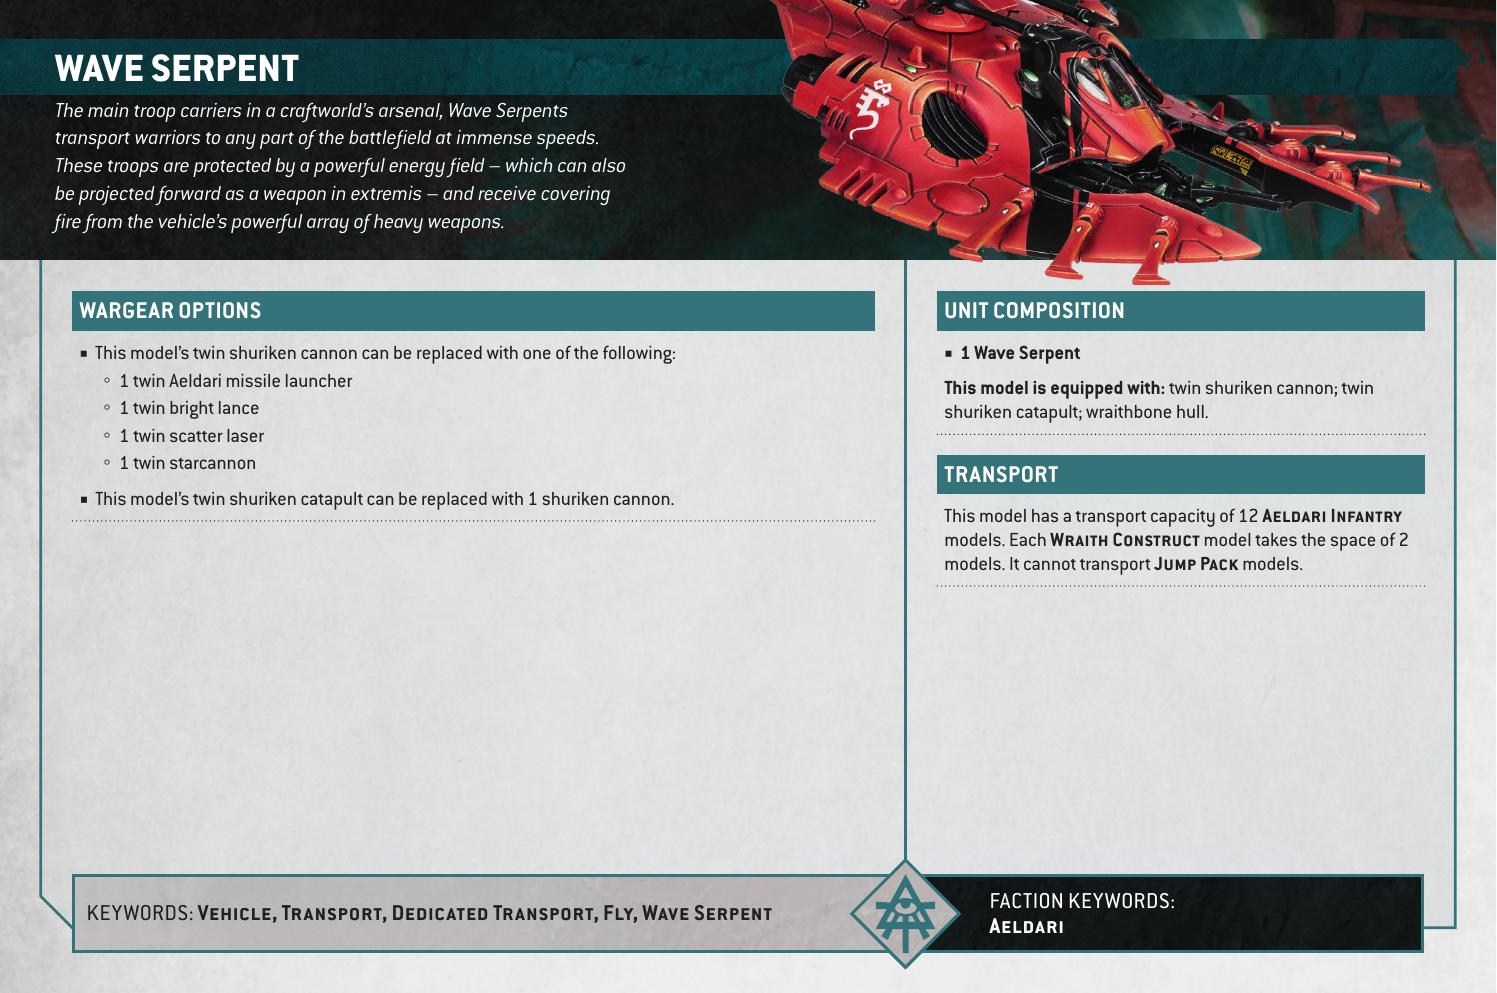 WAVE SERPENT
The main troop carriers in a craftworld’s arsenal, Wave Serpents
transport warriors to any part of the battlefield at immense speeds.
These troops are protected by a powerful energy field – which can also
be projected forward as a weapon in extremis – and receive covering
fire from the vehicle’s powerful array of heavy weapons.
WARGEAR OPTIONS
▪ This model’s twin shuriken cannon can be replaced with one of the following:
◦ 1 twin Aeldari missile launcher
◦ 1 twin bright lance
◦ 1 twin scatter laser
◦ 1 twin starcannon
▪ This model’s twin shuriken catapult can be replaced with 1 shuriken cannon.
UNIT COMPOSITION
▪ 1 Wave Serpent
This model is equipped with: twin shuriken cannon; twin
shuriken catapult; wraithbone hull.
TRANSPORT
This model has a transport capacity of 12 AELDARI INFANTRY
models. Each WRAITH CONSTRUCT model takes the space of 2
models. It cannot transport JUMP PACK models.
KEYWORDS: VEHICLE, TRANSPORT, DEDICATED TRANSPORT, FLY, WAVE SERPENT
FACTION KEYWORDS:
AELDARI